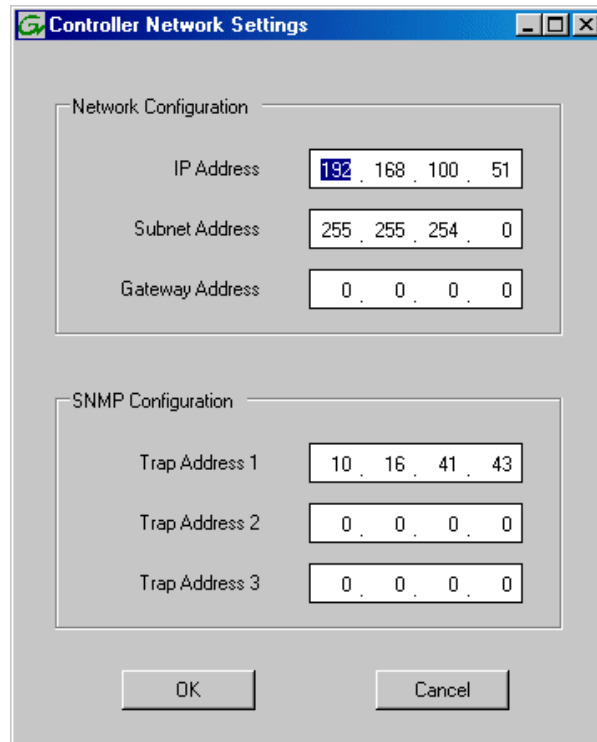 Controller Network Settings
Network Configuration
IP Address 192 . 168 . 100 . 51
Subnet Address 255 . 255 . 254 . 0
Gateway Address 0 . 0 . 0 . 0
SNMP Configuration
Trap Address 1 10 . 16 . 41 . 43
Trap Address 2 0 . 0 . 0 . 0
Trap Address 3 0 . 0 . 0 . 0
OK Cancel